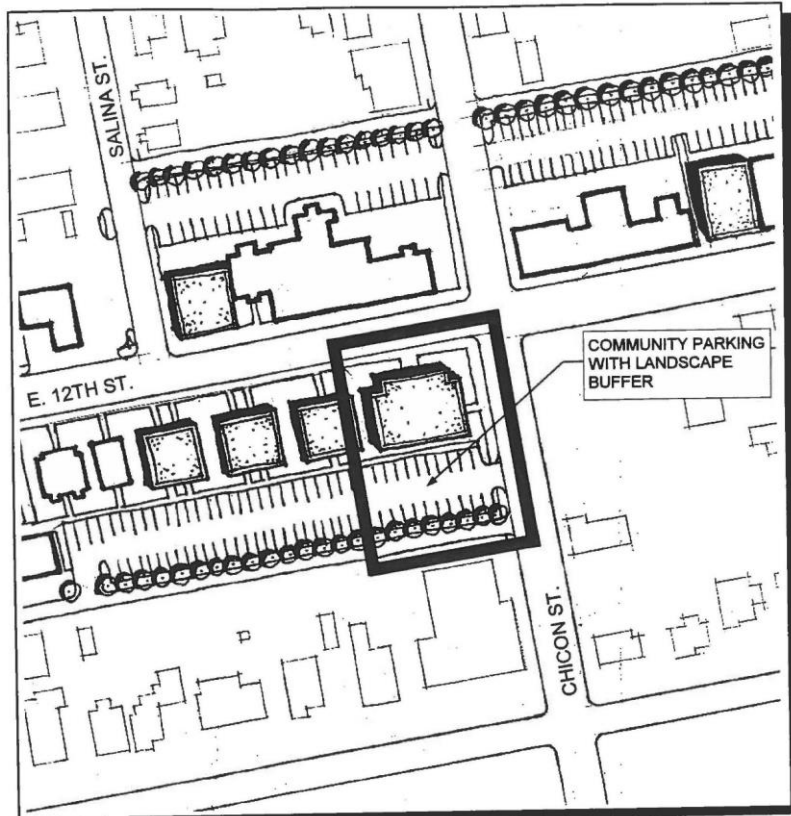 SALINA ST.
COMMUNITY PARKING
WITH LANDSCAPE
BUFFER
E. 12TH ST.
CHICON ST.